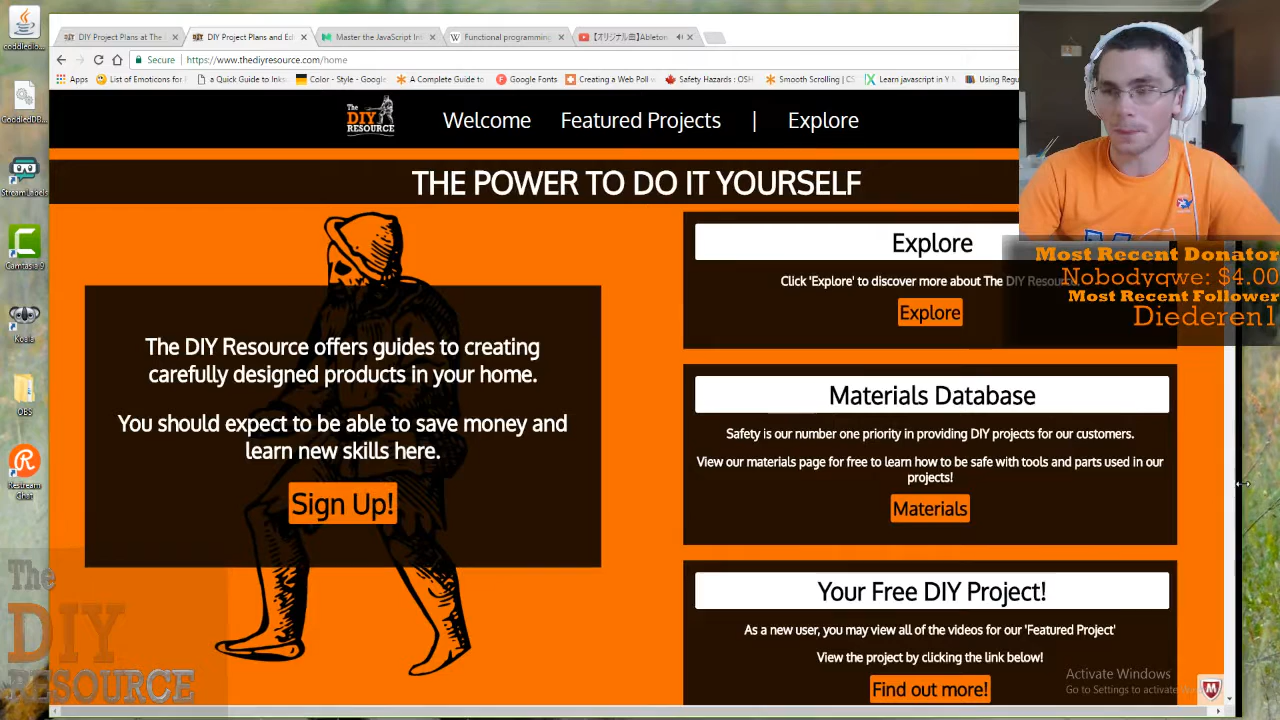 DIY Project Plans at The
DIY Project Plans and Ed
Master the JavaScript In
Functional programming
【オリジナル曲】Ableton
Secure
https://www.thediyresource.com/home
Apps
List of Emoticons for
a Quick Guide to Inks
Color - Style - Google
A Complete Guide to
Google Fonts
Creating a Web Poll w
Safety Hazards : OSH
Smooth Scrolling | CS
Learn javascript in Y M
Using Regu
The
DIY
RESOURCE
Welcome
Featured Projects
|
Explore
THE POWER TO DO IT YOURSELF
The DIY Resource offers guides to creating
carefully designed products in your home.
You should expect to be able to save money and
learn new skills here.
Sign Up!
Explore
Click 'Explore' to discover more about The DIY Resource.
Explore
Materials Database
Safety is our number one priority in providing DIY projects for our customers.
View our materials page for free to learn how to be safe with tools and parts used in our
projects!
Materials
Your Free DIY Project!
As a new user, you may view all of the videos for our 'Featured Project'
View the project by clicking the link below!
Find out more!
Most Recent Donator
Nobodyqwe: $4.00
Most Recent Follower
Diederen1
Activate Windows
Go to Settings to activate
StreamLabels
Camtasia 9
Koala
OBS
Restream
Chat
The
DIY
RESOURCE